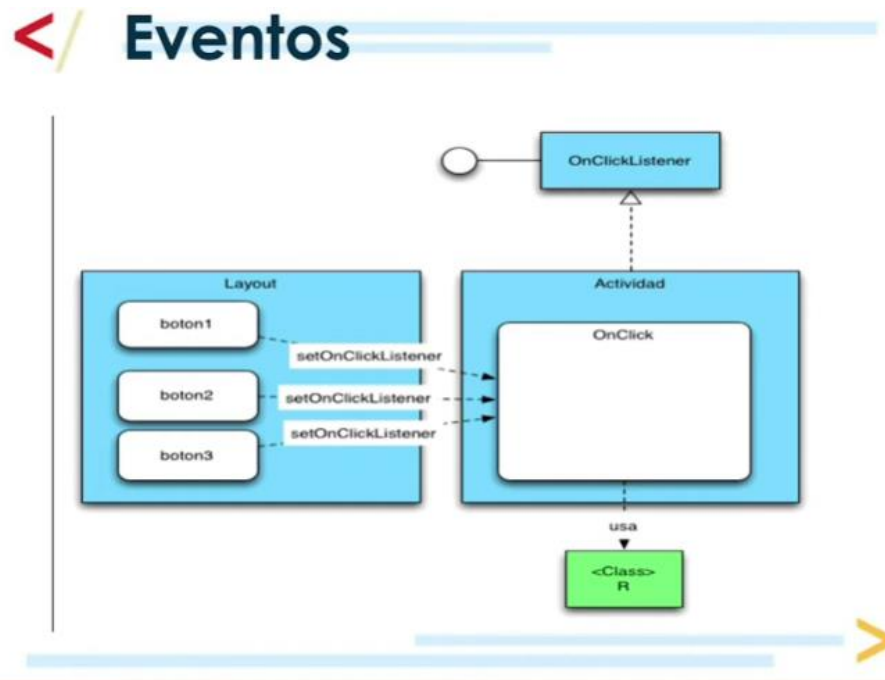 </ Eventos
OnClickListener
Layout
Actividad
boton1
OnClick
setOnClickListener
boton2
setOnClickListener
setOnClickListener
boton3
usa
<Class>
R
>